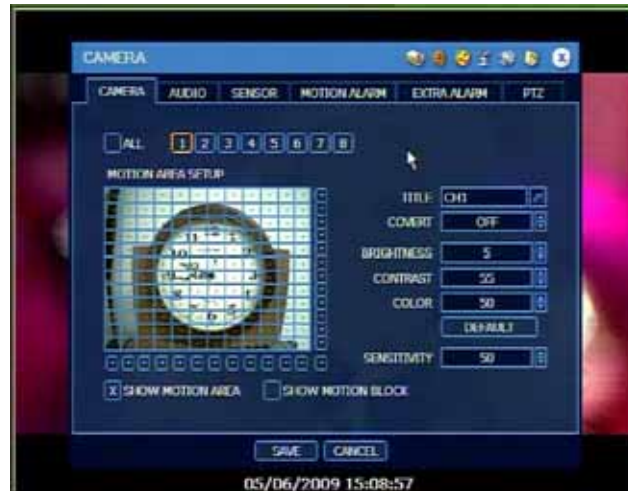 CAMERA
CAMERA AUDIO SENSOR MOTION ALARM EXTRA ALARM PTZ
ALL 1 2 3 4 5 6 7 8
MOTION AREA SETUP
TITLE CH1
COVERT OFF
BRIGHTNESS 5
CONTRAST 55
COLOR 50
DEFAULT
SENSITIVITY 50
X SHOW MOTION AREA SHOW MOTION BLOCK
SAVE CANCEL
05/06/2009 15:08:57